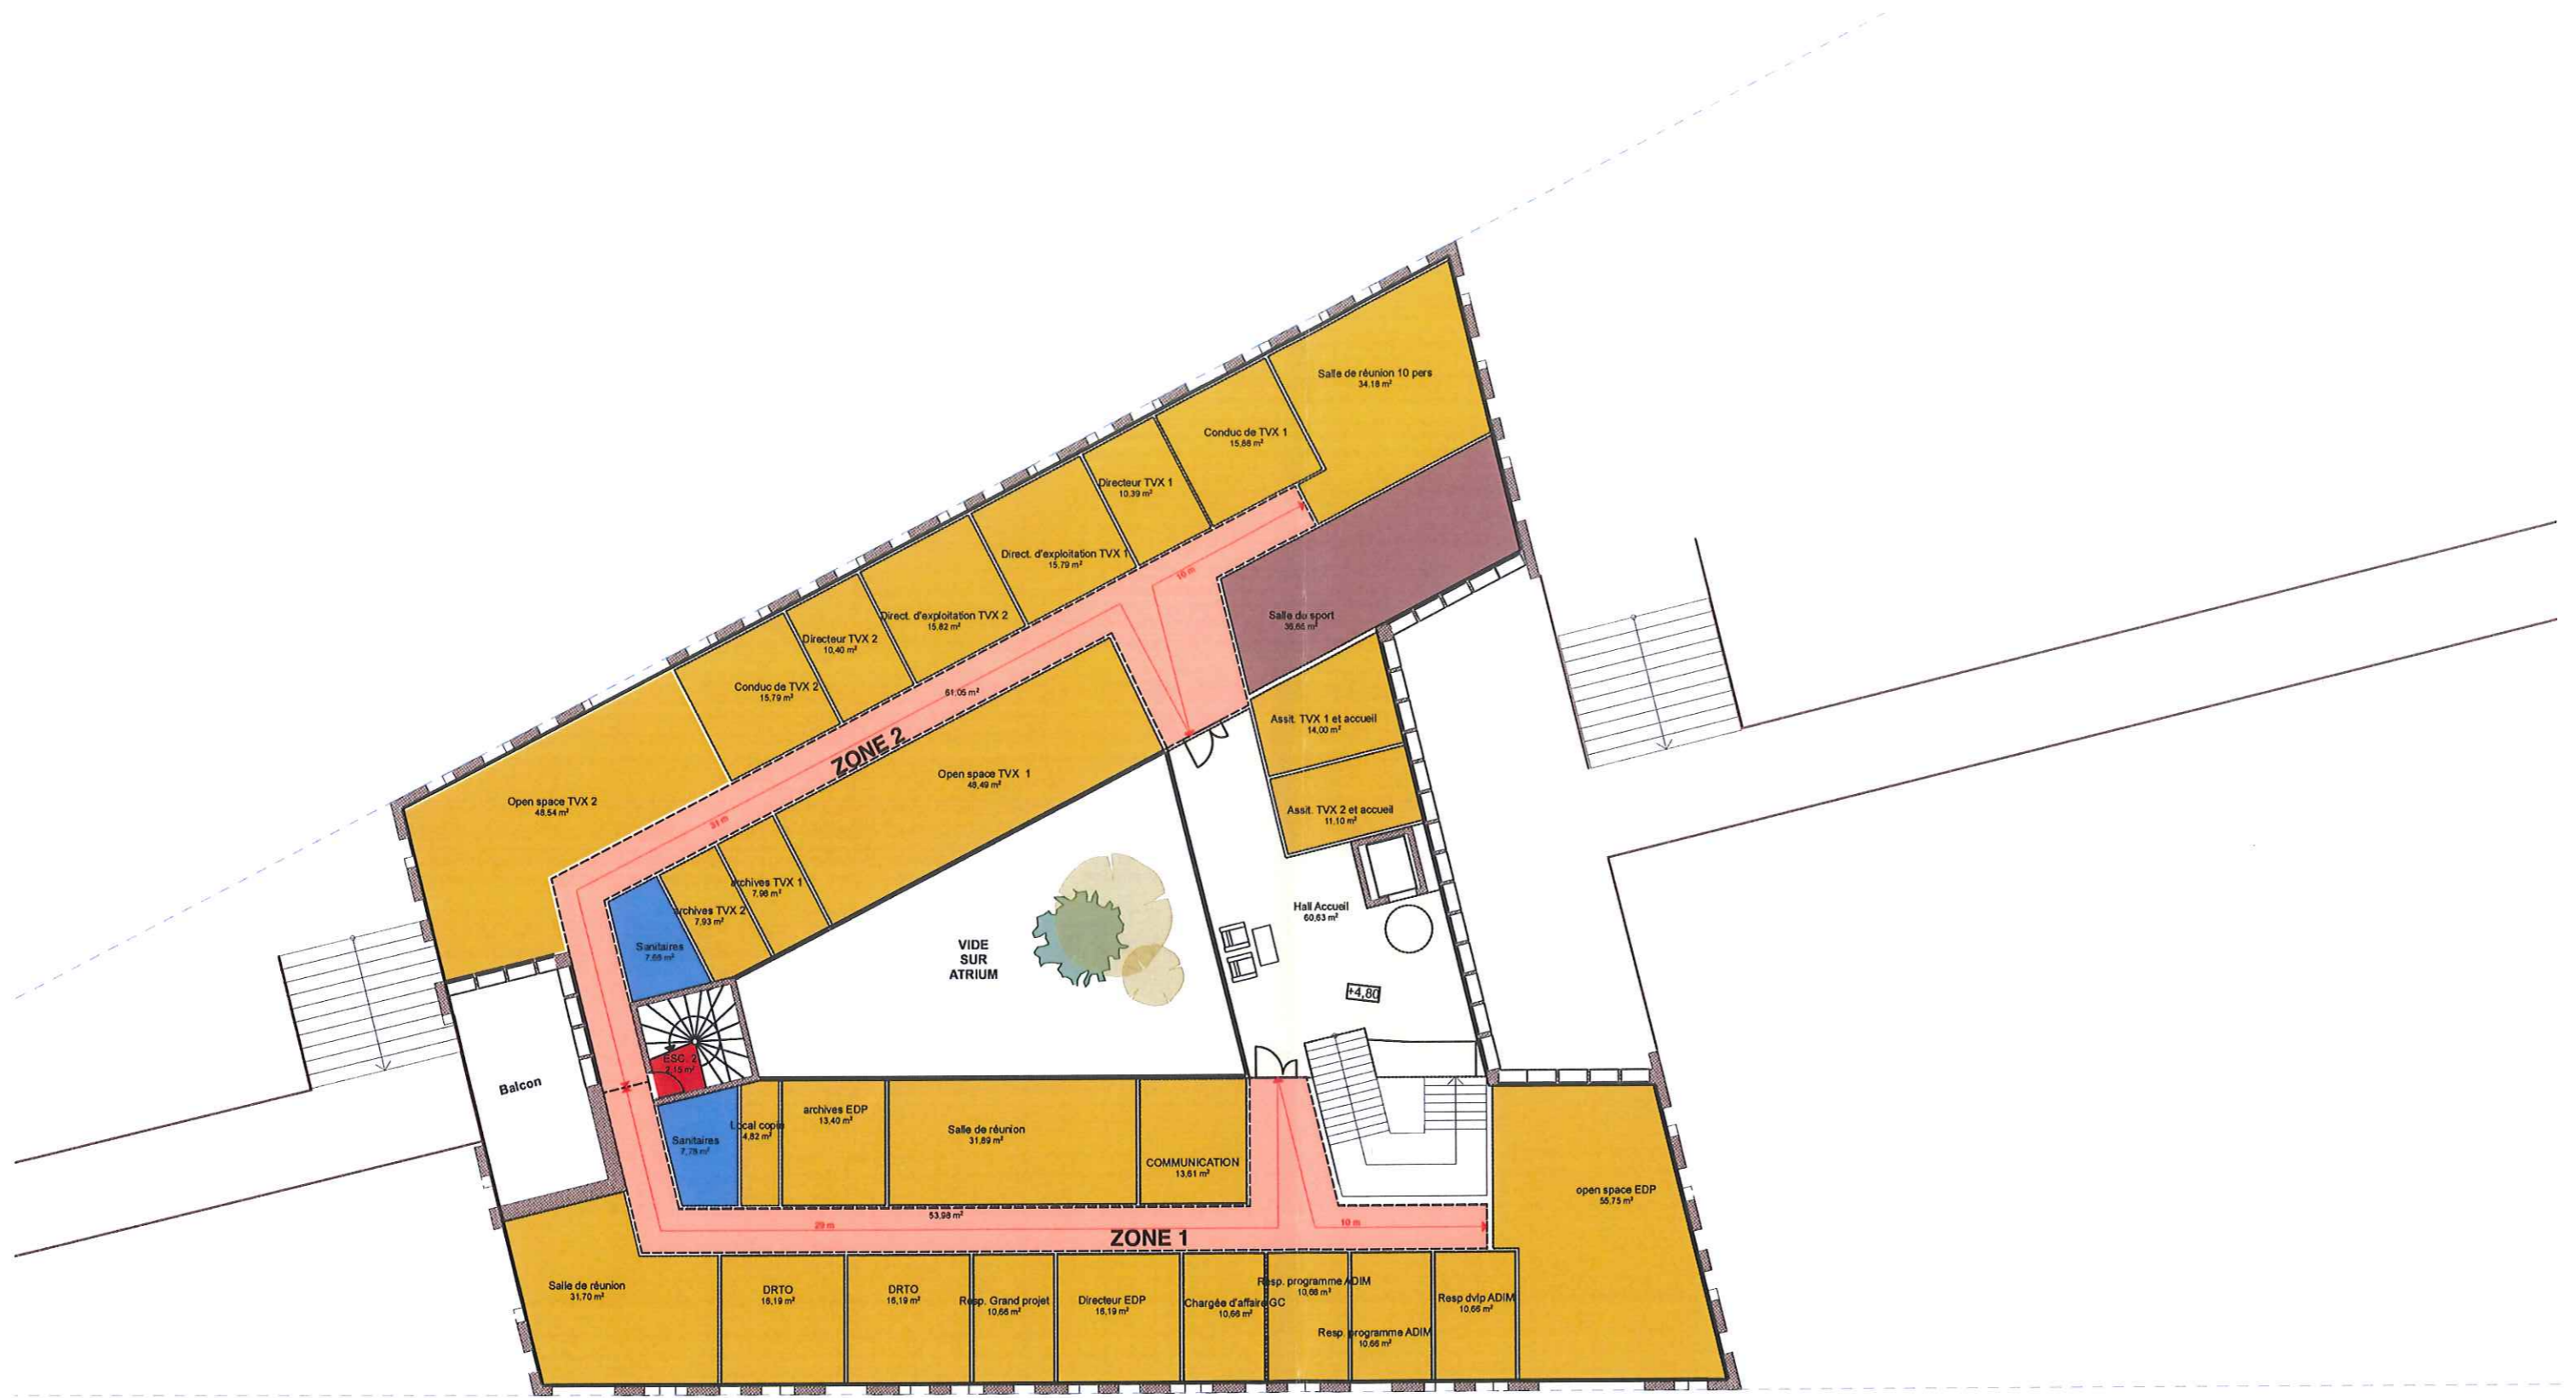 Salle de réunion 10 pers
34,18 m²
Conduc de TVX 1
15,88 m²
Directeur TVX 1
10,39 m²
Direct. d'exploitation TVX 1
15,79 m²
Direct. d'exploitation TVX 2
15,82 m²
Directeur TVX 2
10,40 m²
Conduc de TVX 2
15,79 m²
Open space TVX 2
48,54 m²
16 m
Salle du sport
61,05 m²
ZONE 2
31 m
Open space TVX 1
48,49 m²
Assit. TVX 1 et accueil
14,00 m²
Assit. TVX 2 et accueil
11,10 m²
archives TVX 1
7,98 m²
archives TVX 2
7,93 m²
Sanitaires
Hall Accueil
60,63 m²
VIDE
SUR
ATRIUM
+4,80
ESC. 2
2,15 m²
Balcon
Local copie
4,82 m²
archives EDP
13,40 m²
Salle de réunion
31,89 m²
COMMUNICATION
13,61 m²
Sanitaires
7,78 m²
open space EDP
55,75 m²
53,98 m²
29 m
ZONE 1
10 m
Salle de réunion
31,70 m²
DRTO
16,19 m²
DRTO
16,19 m²
Resp. Grand projet
10,66 m²
Directeur EDP
16,19 m²
Chargée d'affaire GC
10,66 m²
Resp. programme ADIM
10,66 m²
Resp. programme ADIM
10,66 m²
Resp dvlp ADIM
10,66 m²